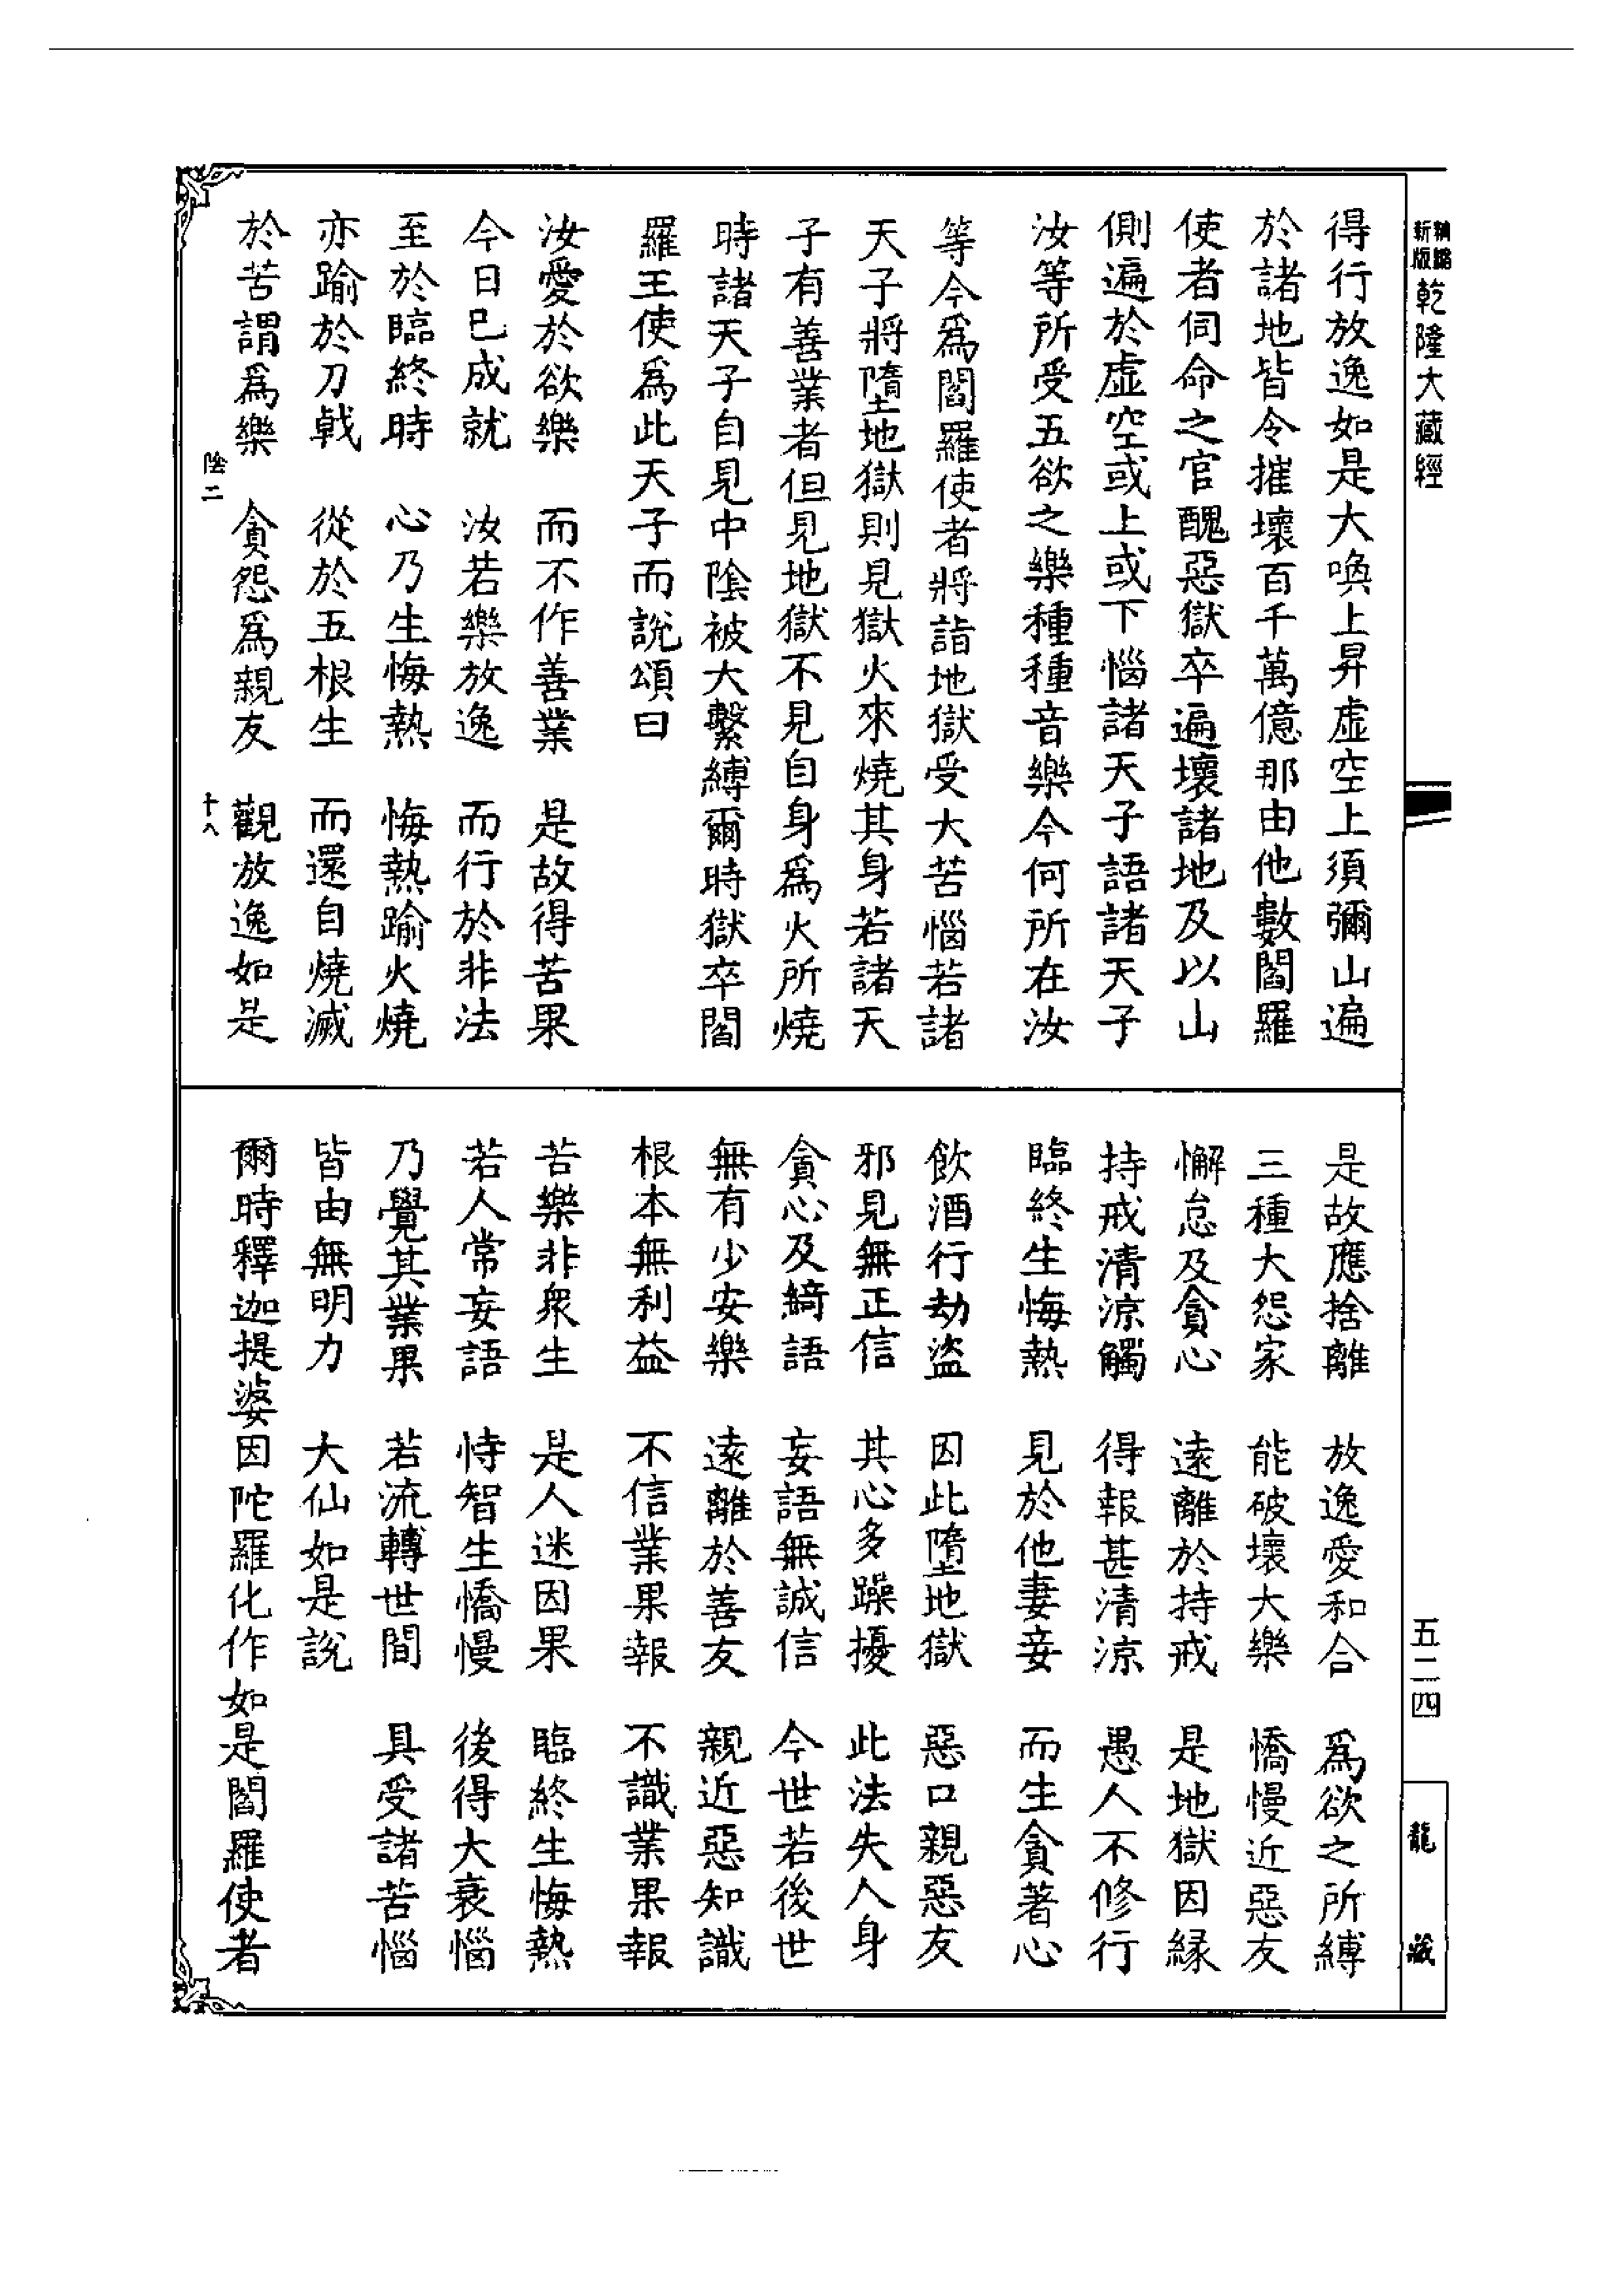 新版精縮乾隆大藏經
得行放逸如是大喚上昇虛空上須彌山遍
於諸地皆令摧壞百千萬億那由他數閻羅
使者伺命之官醜惡獄卒遍壞諸地及以山
側遍於虛空或上或下惱諸天子語諸天子
汝等所受五欲之樂種種音樂今何所在汝
等今爲閻羅使者將詣地獄受大苦惱若諸
天子將墮地獄則見獄火來燒其身若諸天
子有善業者但見地獄不見自身爲火所燒
時諸天子自見中陰被大繫縛爾時獄卒閻
羅王使爲此天子而說頌曰
汝愛於欲樂　而不作善業　是故得苦果
今日已成就　汝若樂放逸　而行於非法
至於臨終時　心乃生悔熱　悔熱踰火燒
亦踰於刀戟　從於五根生　而還自燒滅
於苦謂爲樂　貪怨爲親友　觀放逸如是
陰二　十八
是故應捨離　放逸愛和合　爲欲之所縛
三種大怨家　能破壞大樂　憍慢近惡友
懈怠及貪心　遠離於持戒　是地獄因緣
持戒清涼觸　得報甚清涼　愚人不修行
臨終生悔熱　見於他妻妾　而生貪著心
飲酒行劫盜　因此墮地獄　惡口親惡友
邪見無正信　其心多躁擾　此法失人身
貪心及綺語　妄語無誠信　今世若後世
無有少安樂　遠離於善友　親近惡知識
根本無利益　不信業果報　不識業果報
苦樂非衆生　是人迷因果　臨終生悔熱
若人常妄語　恃智生憍慢　後得大衰惱
乃覺其業果　若流轉世間　具受諸苦惱
皆由無明力　大仙如是說
爾時釋迦提婆因陀羅化作如是閻羅使者
五二四
龍藏